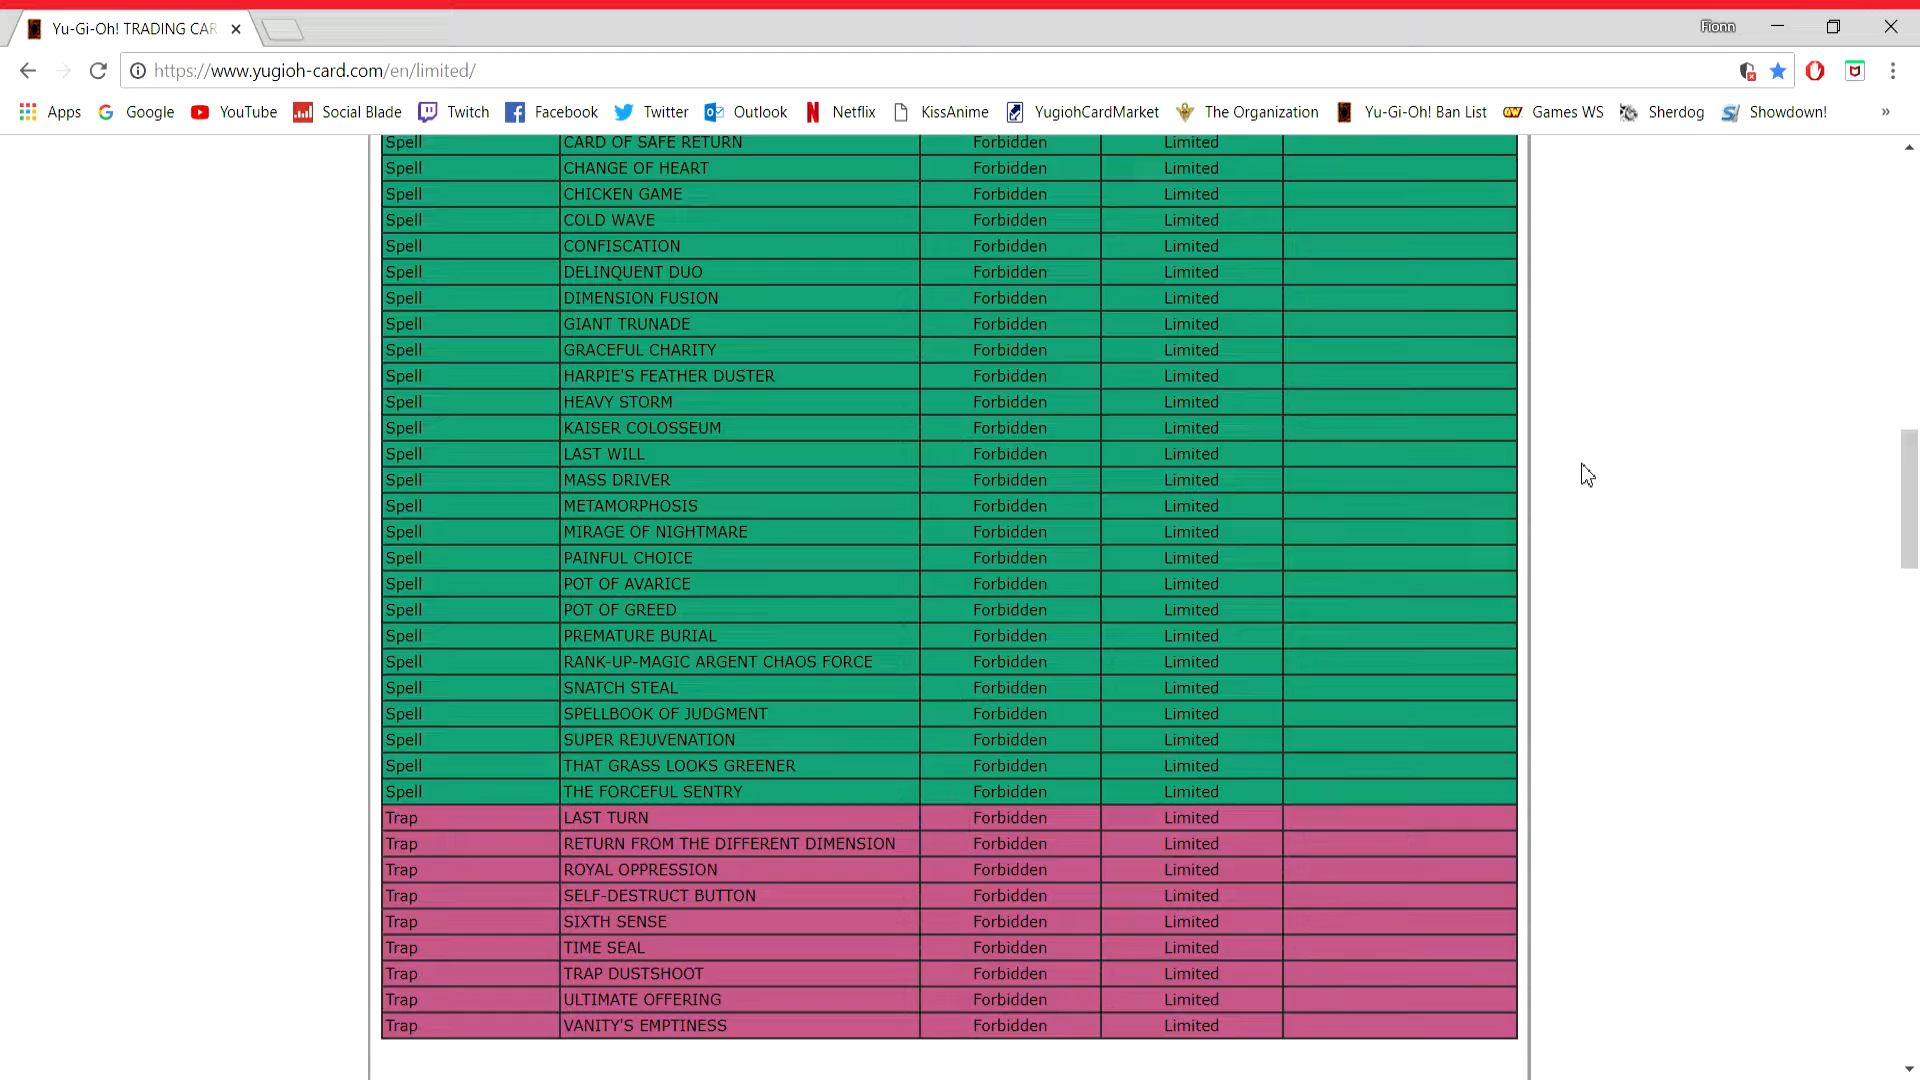 Yu-Gi-Oh! TRADING CAR
Fionn
https://www.yugioh-card.com/en/limited/
Apps Google YouTube Social Blade Twitch Facebook Twitter Outlook Netflix KissAnime YugiohCardMarket The Organization Yu-Gi-Oh! Ban List Games WS Sherdog Showdown! »
Spell CARD OF SAFE RETURN Forbidden Limited
Spell CHANGE OF HEART Forbidden Limited
Spell CHICKEN GAME Forbidden Limited
Spell COLD WAVE Forbidden Limited
Spell CONFISCATION Forbidden Limited
Spell DELINQUENT DUO Forbidden Limited
Spell DIMENSION FUSION Forbidden Limited
Spell GIANT TRUNADE Forbidden Limited
Spell GRACEFUL CHARITY Forbidden Limited
Spell HARPIE'S FEATHER DUSTER Forbidden Limited
Spell HEAVY STORM Forbidden Limited
Spell KAISER COLOSSEUM Forbidden Limited
Spell LAST WILL Forbidden Limited
Spell MASS DRIVER Forbidden Limited
Spell METAMORPHOSIS Forbidden Limited
Spell MIRAGE OF NIGHTMARE Forbidden Limited
Spell PAINFUL CHOICE Forbidden Limited
Spell POT OF AVARICE Forbidden Limited
Spell POT OF GREED Forbidden Limited
Spell PREMATURE BURIAL Forbidden Limited
Spell RANK-UP-MAGIC ARGENT CHAOS FORCE Forbidden Limited
Spell SNATCH STEAL Forbidden Limited
Spell SPELLBOOK OF JUDGMENT Forbidden Limited
Spell SUPER REJUVENATION Forbidden Limited
Spell THAT GRASS LOOKS GREENER Forbidden Limited
Spell THE FORCEFUL SENTRY Forbidden Limited
Trap LAST TURN Forbidden Limited
Trap RETURN FROM THE DIFFERENT DIMENSION Forbidden Limited
Trap ROYAL OPPRESSION Forbidden Limited
Trap SELF-DESTRUCT BUTTON Forbidden Limited
Trap SIXTH SENSE Forbidden Limited
Trap TIME SEAL Forbidden Limited
Trap TRAP DUSTSHOOT Forbidden Limited
Trap ULTIMATE OFFERING Forbidden Limited
Trap VANITY'S EMPTINESS Forbidden Limited